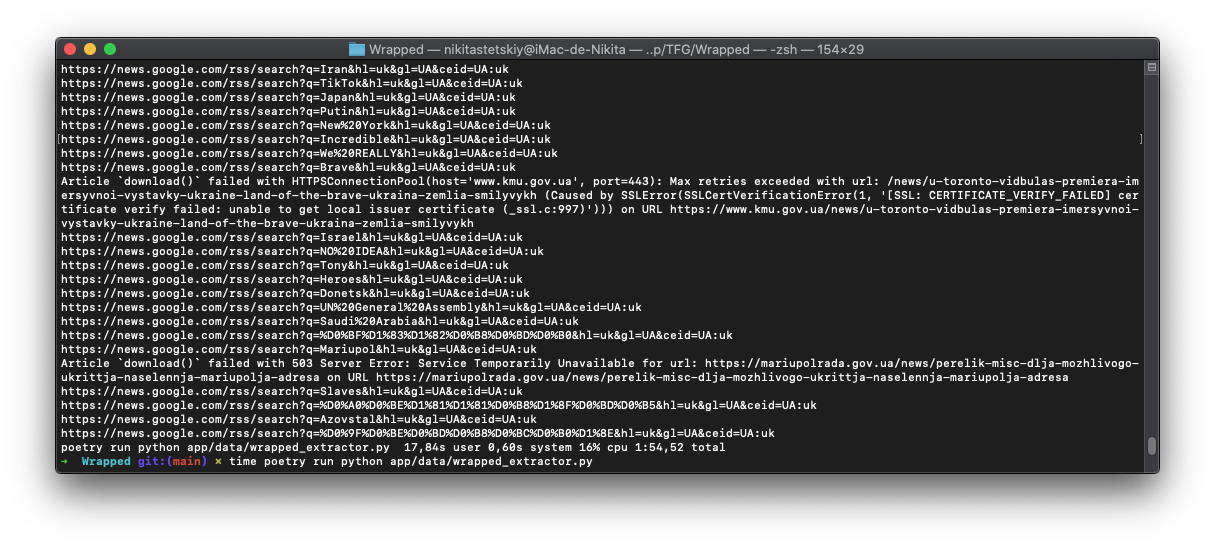 Wrapped — nikitastetskiy@iMac-de-Nikita — ..p/TFG/Wrapped — -zsh — 154×29
https://news.google.com/rss/search?q=Iran&hl=uk&gl=UA&ceid=UA:uk
https://news.google.com/rss/search?q=TikTok&hl=uk&gl=UA&ceid=UA:uk
https://news.google.com/rss/search?q=Japan&hl=uk&gl=UA&ceid=UA:uk
https://news.google.com/rss/search?q=Putin&hl=uk&gl=UA&ceid=UA:uk
https://news.google.com/rss/search?q=New%20York&hl=uk&gl=UA&ceid=UA:uk
[https://news.google.com/rss/search?q=Incredible&hl=uk&gl=UA&ceid=UA:uk ]
https://news.google.com/rss/search?q=We%20REALLY&hl=uk&gl=UA&ceid=UA:uk
https://news.google.com/rss/search?q=Brave&hl=uk&gl=UA&ceid=UA:uk
Article `download()` failed with HTTPSConnectionPool(host='www.kmu.gov.ua', port=443): Max retries exceeded with url: /news/u-toronto-vidbulas-premiera-im
ersyvnoi-vystavky-ukraine-land-of-the-brave-ukraina-zemlia-smilyvykh (Caused by SSLError(SSLCertVerificationError(1, '[SSL: CERTIFICATE_VERIFY_FAILED] cer
tificate verify failed: unable to get local issuer certificate (_ssl.c:997)'))) on URL https://www.kmu.gov.ua/news/u-toronto-vidbulas-premiera-imersyvnoi-
vystavky-ukraine-land-of-the-brave-ukraina-zemlia-smilyvykh
https://news.google.com/rss/search?q=Israel&hl=uk&gl=UA&ceid=UA:uk
https://news.google.com/rss/search?q=NO%20IDEA&hl=uk&gl=UA&ceid=UA:uk
https://news.google.com/rss/search?q=Tony&hl=uk&gl=UA&ceid=UA:uk
https://news.google.com/rss/search?q=Heroes&hl=uk&gl=UA&ceid=UA:uk
https://news.google.com/rss/search?q=Donetsk&hl=uk&gl=UA&ceid=UA:uk
https://news.google.com/rss/search?q=UN%20General%20Assembly&hl=uk&gl=UA&ceid=UA:uk
https://news.google.com/rss/search?q=Saudi%20Arabia&hl=uk&gl=UA&ceid=UA:uk
https://news.google.com/rss/search?q=%D0%BF%D1%83%D1%82%D0%B8%D0%BD%D0%B0&hl=uk&gl=UA&ceid=UA:uk
https://news.google.com/rss/search?q=Mariupol&hl=uk&gl=UA&ceid=UA:uk
Article `download()` failed with 503 Server Error: Service Temporarily Unavailable for url: https://mariupolrada.gov.ua/news/perelik-misc-dlja-mozhlivogo-
ukrittja-naselennja-mariupolja-adresa on URL https://mariupolrada.gov.ua/news/perelik-misc-dlja-mozhlivogo-ukrittja-naselennja-mariupolja-adresa
https://news.google.com/rss/search?q=Slaves&hl=uk&gl=UA&ceid=UA:uk
https://news.google.com/rss/search?q=%D0%A0%D0%BE%D1%81%D1%81%D0%B8%D1%8F%D0%BD%D0%B5&hl=uk&gl=UA&ceid=UA:uk
https://news.google.com/rss/search?q=Azovstal&hl=uk&gl=UA&ceid=UA:uk
https://news.google.com/rss/search?q=%D0%9F%D0%BE%D0%BD%D0%B8%D0%BC%D0%B0%D1%8E&hl=uk&gl=UA&ceid=UA:uk
poetry run python app/data/wrapped_extractor.py  17,84s user 0,60s system 16% cpu 1:54,52 total
➜  Wrapped git:(main) × time poetry run python app/data/wrapped_extractor.py